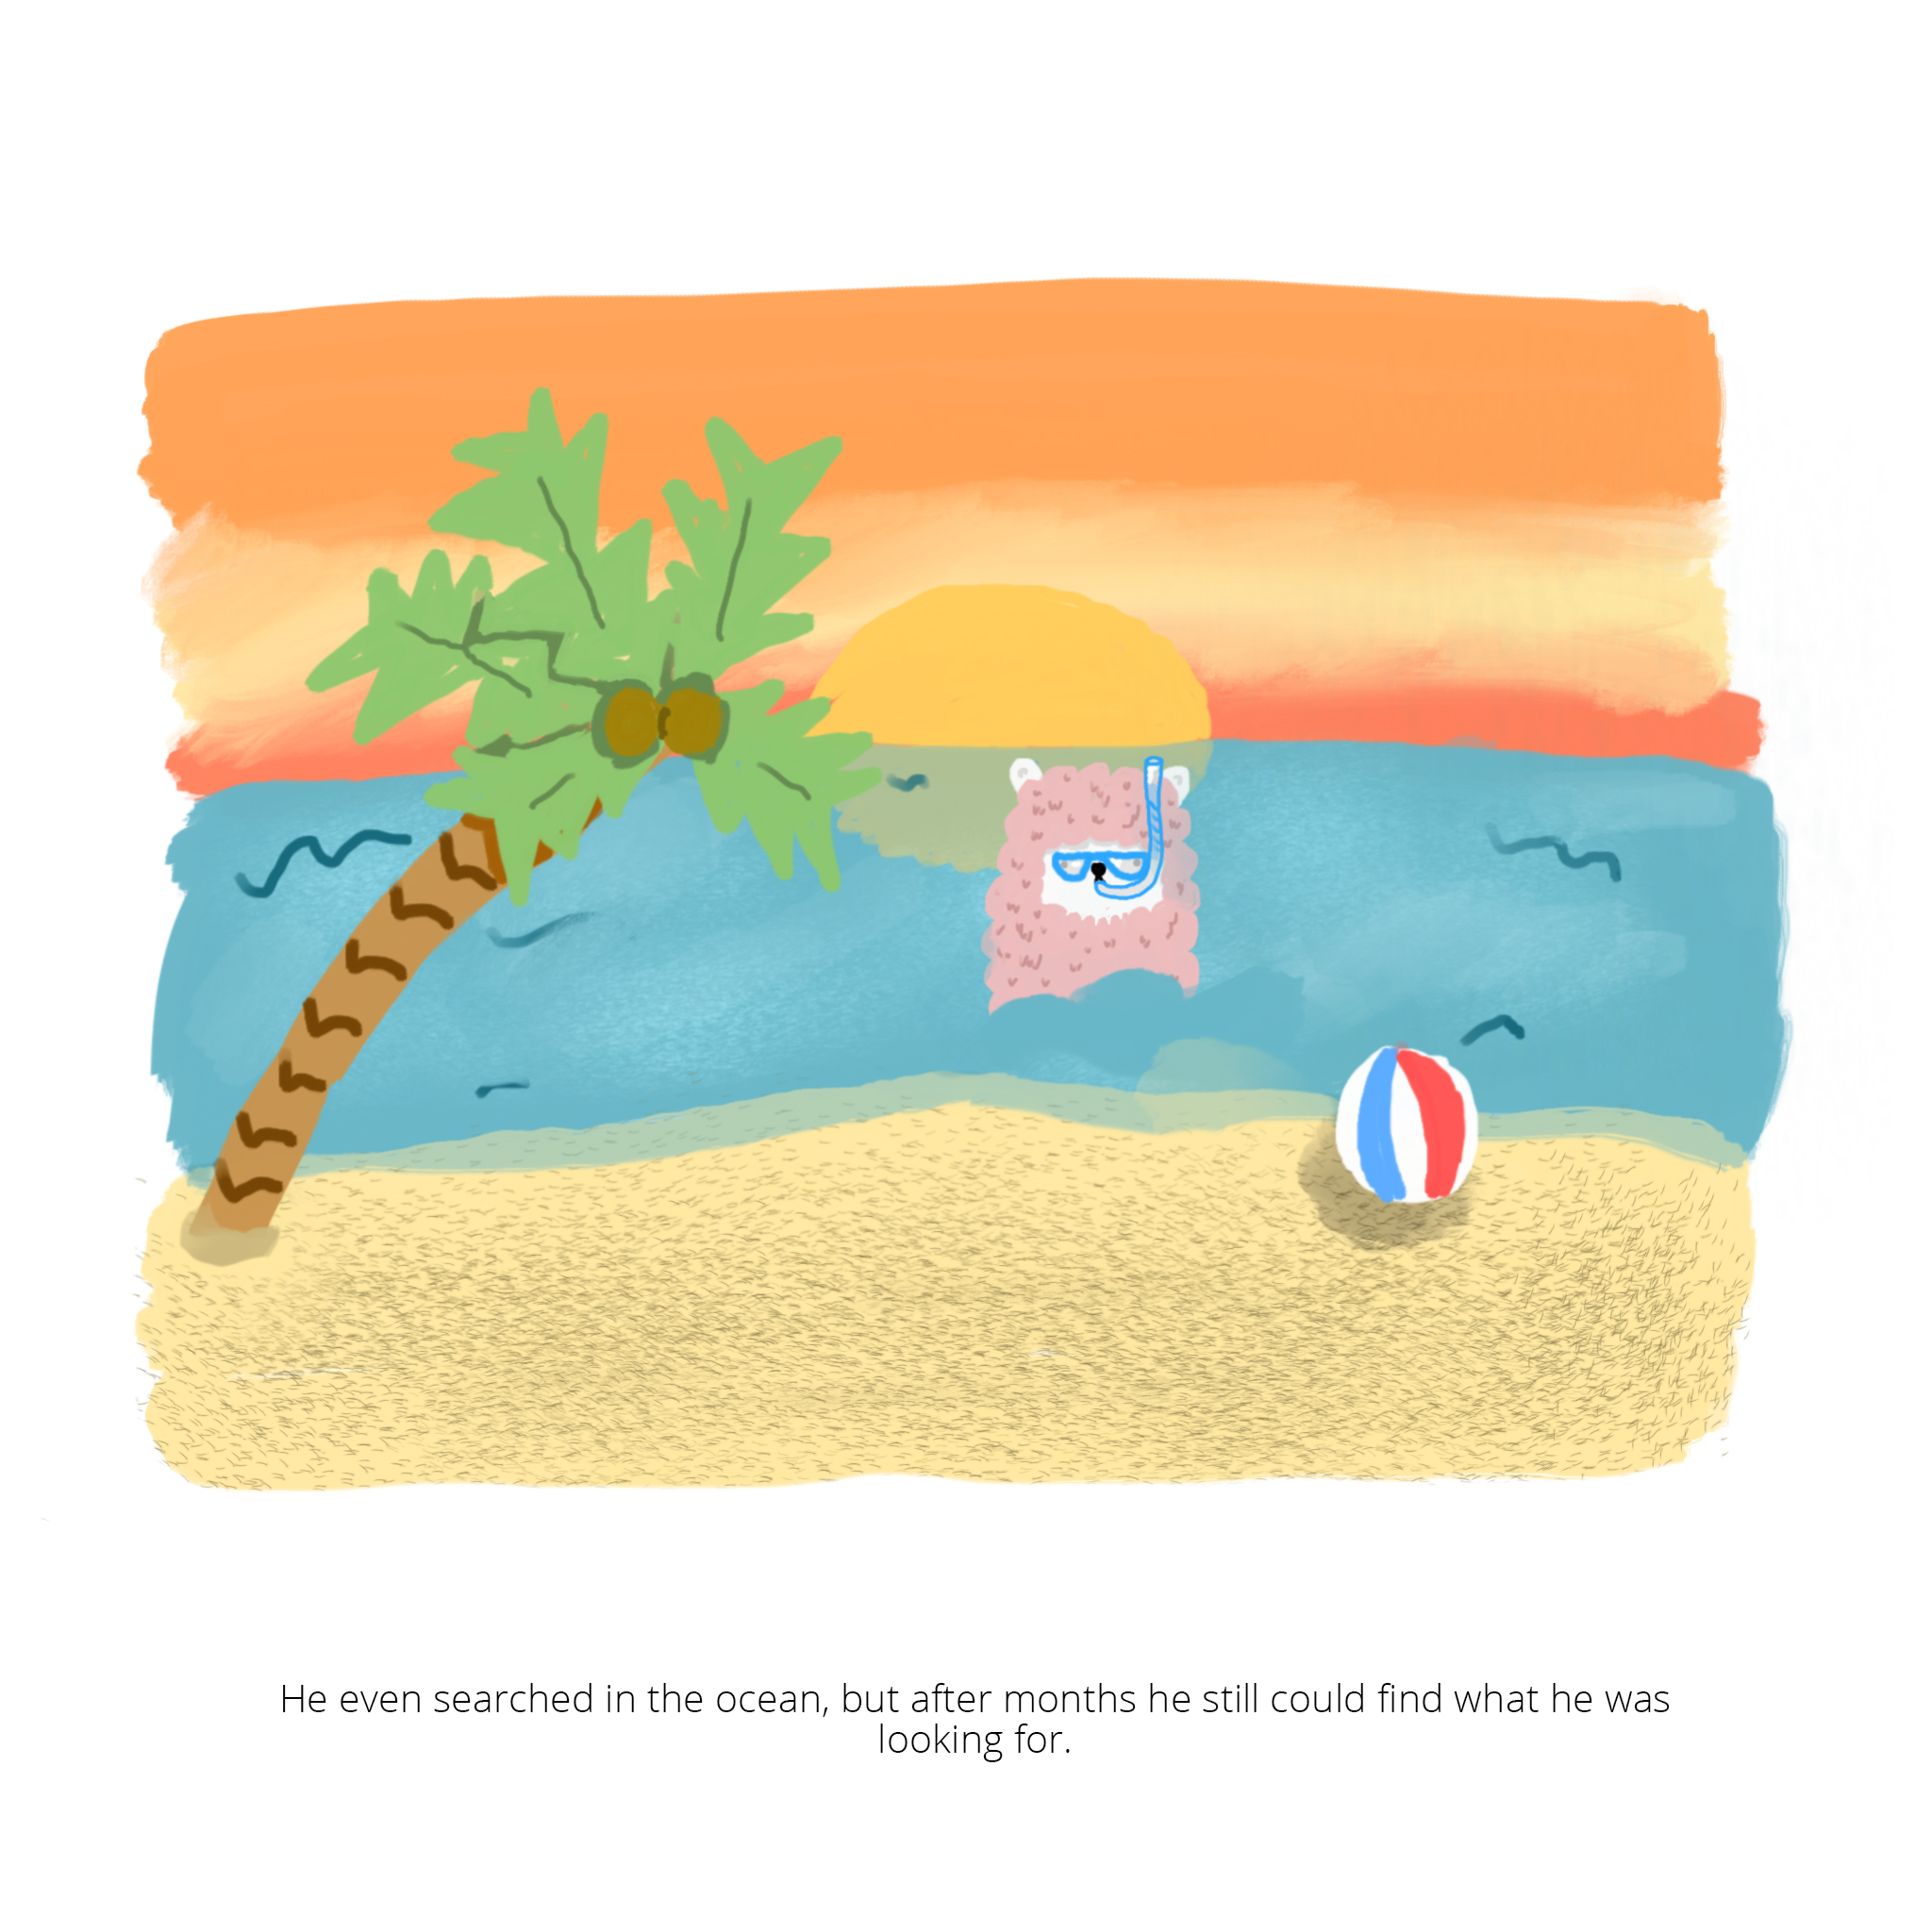 He even searched in the ocean, but after months he still could find what he was
looking for.